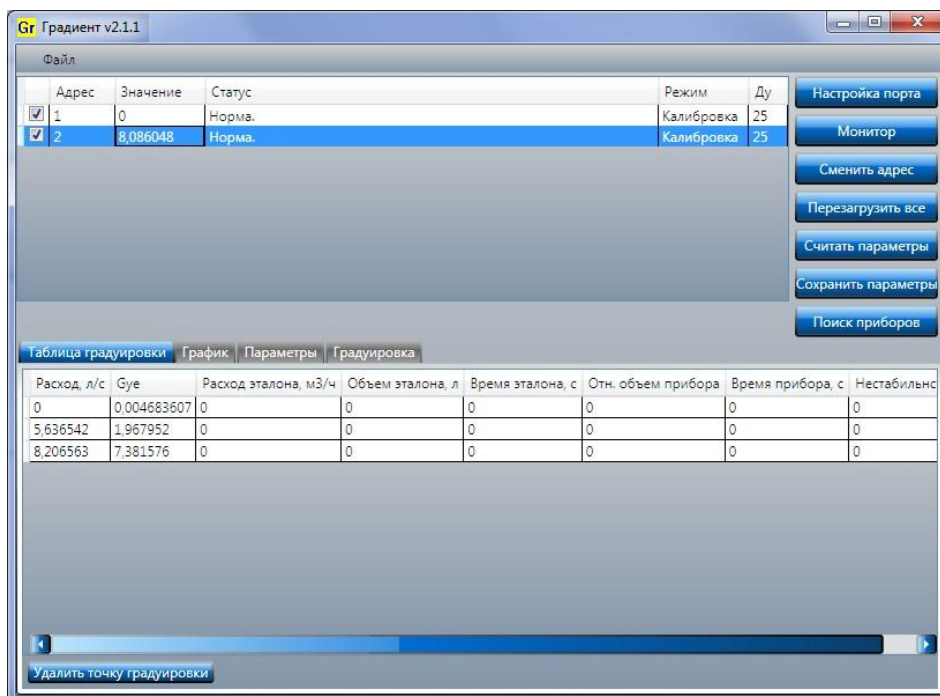 Gr Градиент v2.1.1
Файл
Адрес Значение Статус Режим Ду
1 0 Норма. Калибровка 25
2 8,086048 Норма. Калибровка 25
Настройка порта
Монитор
Сменить адрес
Перезагрузить все
Считать параметры
Сохранить параметры
Поиск приборов
Таблица градуировки График Параметры Градуировка
Расход, л/с Gye Расход эталона, м3/ч Объем эталона, л Время эталона, с Отн. объем прибора Время прибора, с Нестабильнс
0 0,004683607 0 0 0 0 0 0
5,636542 1,967952 0 0 0 0 0 0
8,206563 7,381576 0 0 0 0 0 0
Удалить точку градуировки